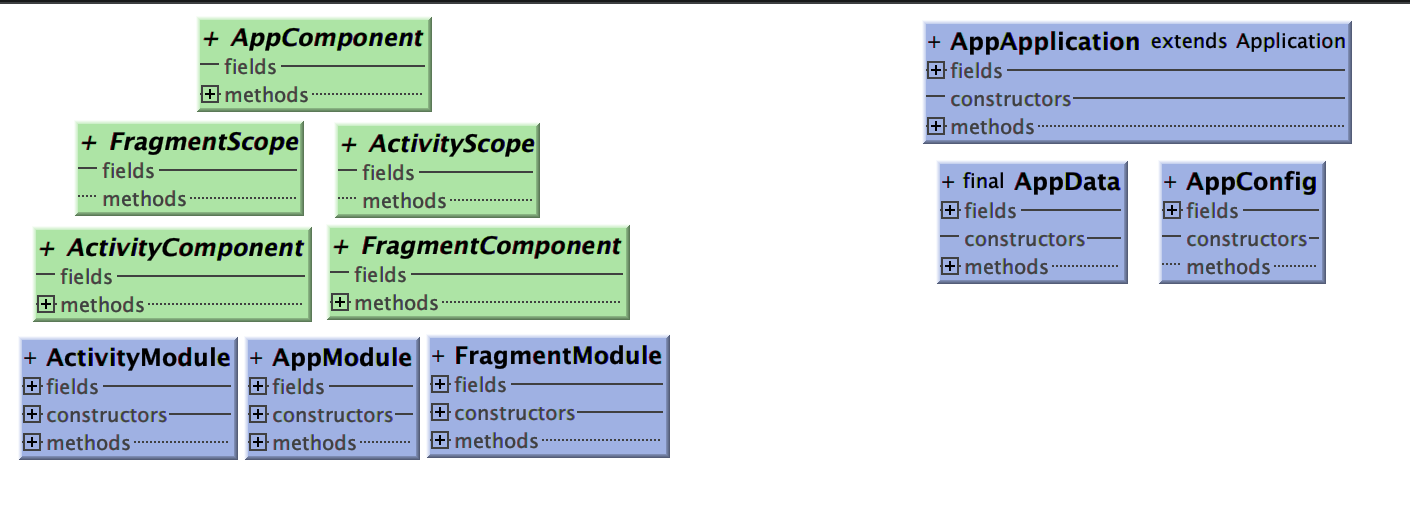 + AppComponent
fields
methods
+ FragmentScope
fields
methods
+ ActivityScope
fields
methods
+ ActivityComponent
fields
methods
+ FragmentComponent
fields
methods
+ ActivityModule
fields
constructors
methods
+ AppModule
fields
constructors
methods
+ FragmentModule
fields
constructors
methods
+ AppApplication extends Application
fields
constructors
methods
+ final AppData
fields
constructors
methods
+ AppConfig
fields
constructors
methods